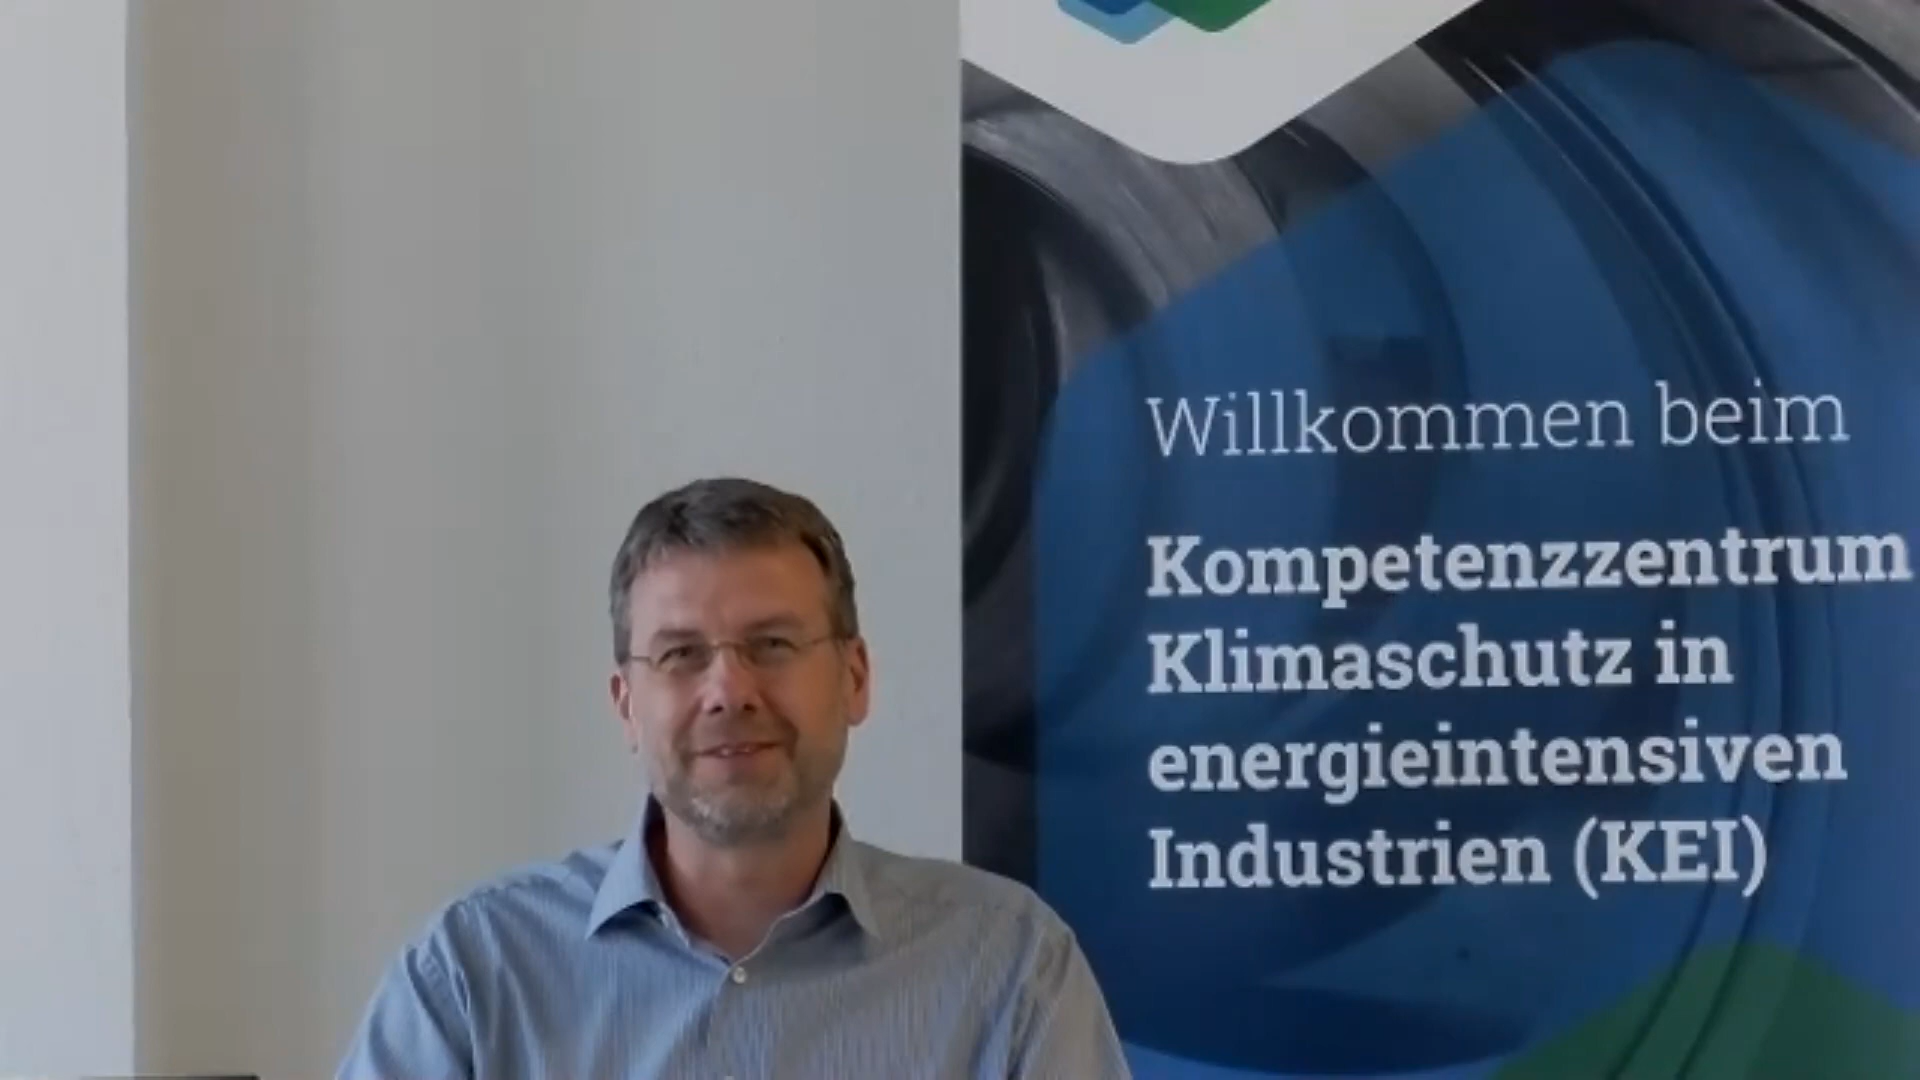 Willkommen beim
Kompetenzzentrum
Klimaschutz in
energieintensiven
Industrien (KEI)